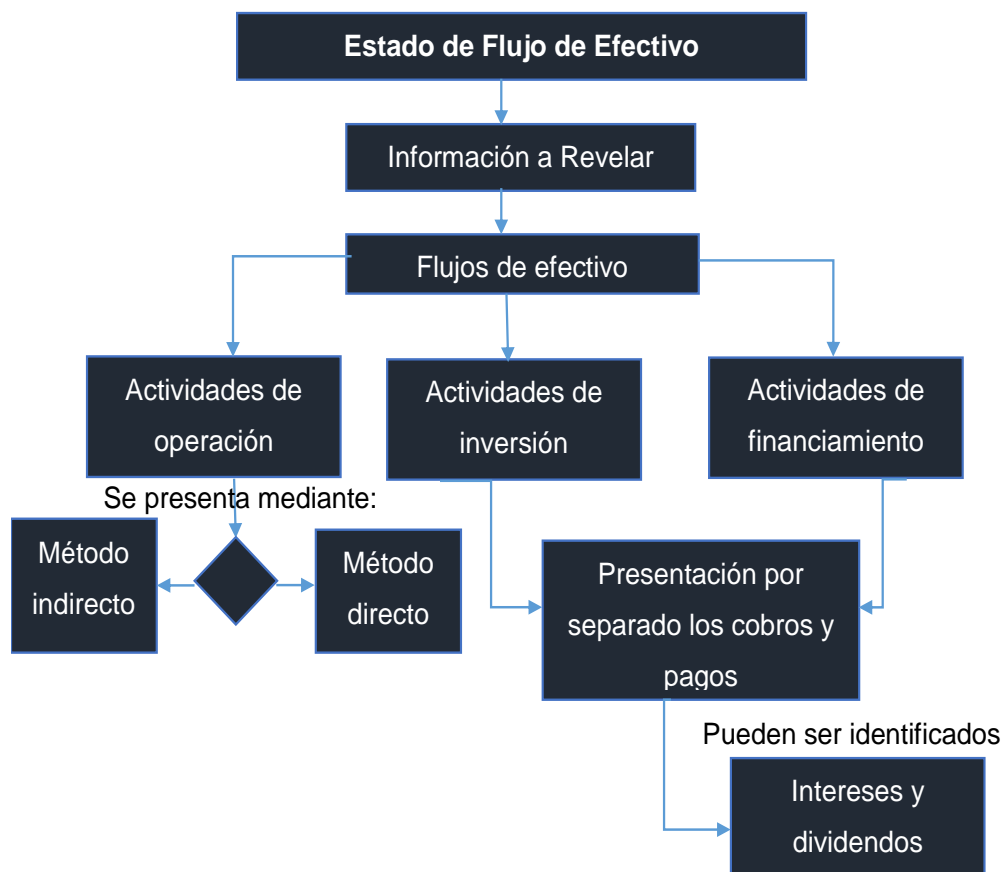 Estado de Flujo de Efectivo
Información a Revelar
Flujos de efectivo
Actividades de
operación
Actividades de
inversión
Actividades de
financiamiento
Se presenta mediante:
Método
indirecto
Método
directo
Presentación por
separado los cobros y
pagos
Pueden ser identificados
Intereses y
dividendos